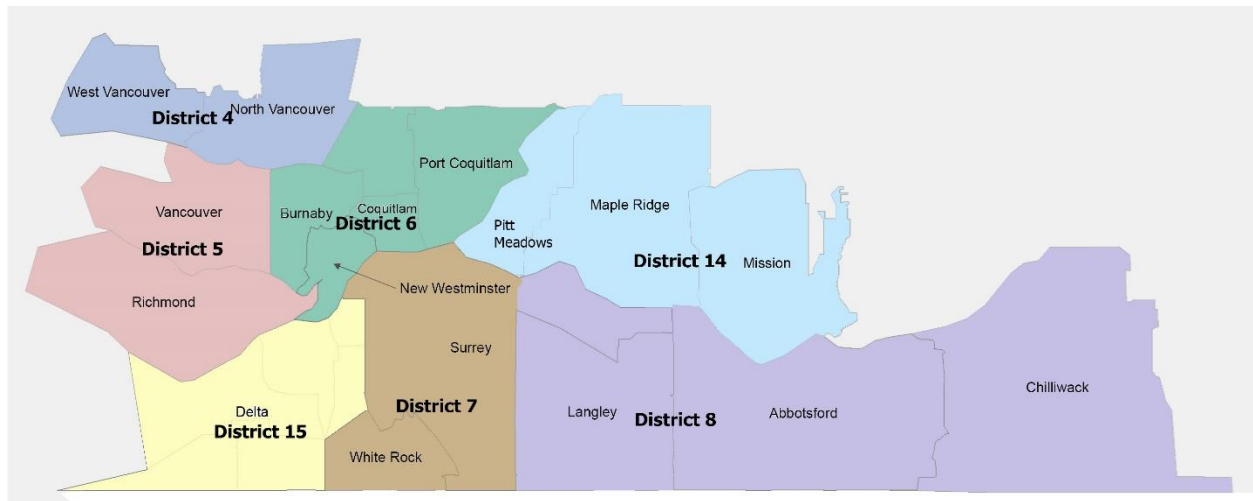 West Vancouver
North Vancouver
District 4
Port Coquitlam
Vancouver
Burnaby
Coquitlam
District 6
District 5
Maple Ridge
Pitt
Meadows
District 14
Mission
Richmond
New Westminster
Surrey
Chilliwack
Delta
District 15
District 7
Langley
District 8
Abbotsford
White Rock